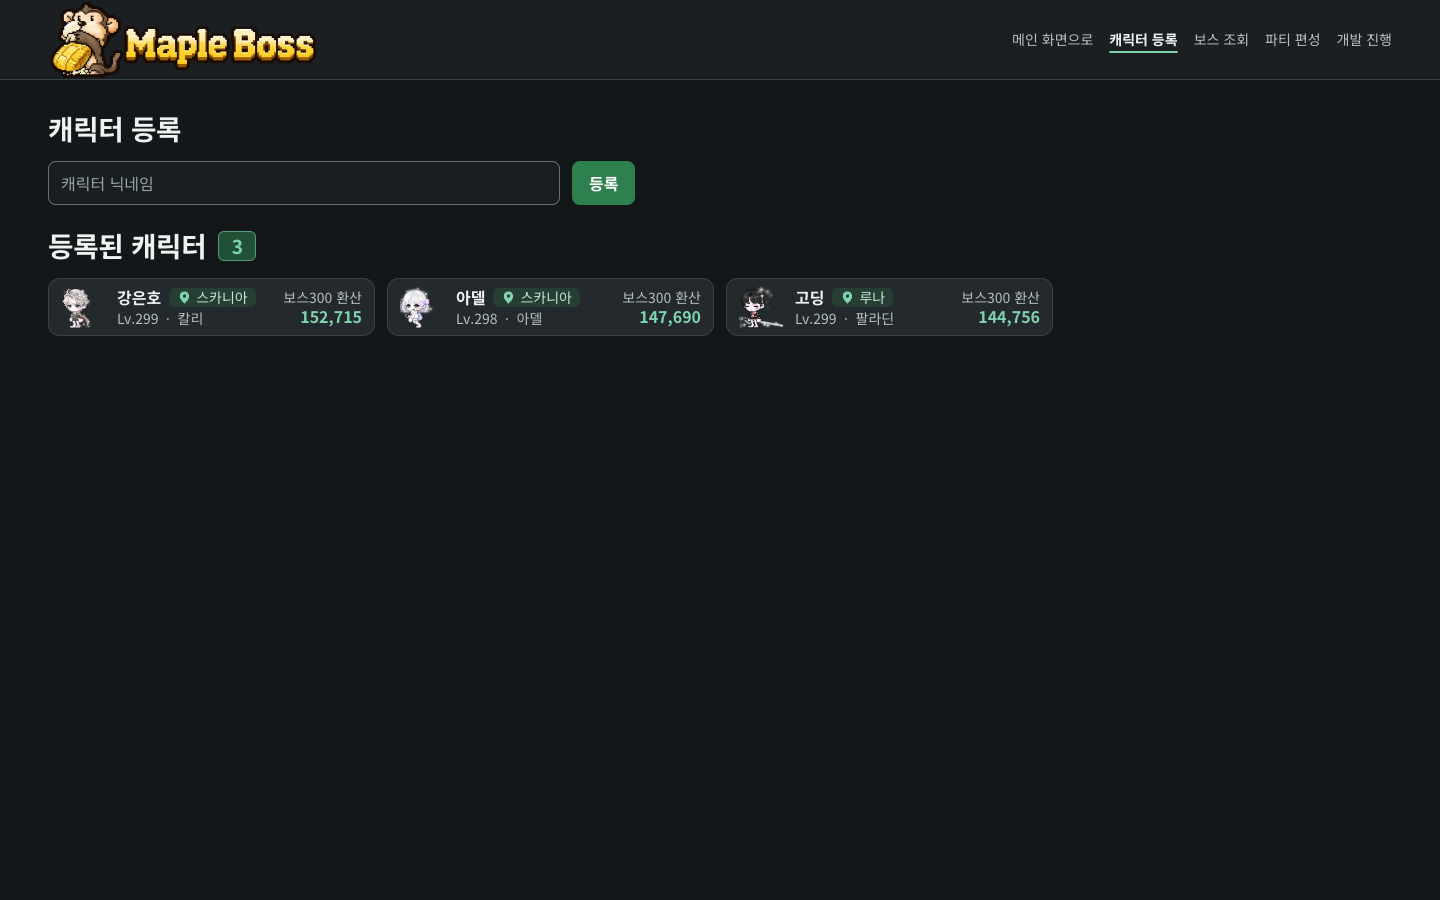 Maple Boss
메인 화면으로 캐릭터 등록 보스 조회 파티 편성 개발 진행
캐릭터 등록
캐릭터 닉네임
등록
등록된 캐릭터 3
강은호 스카니아 보스300 환산
Lv.299 · 칼리 152,715
아델 스카니아 보스300 환산
Lv.298 · 아델 147,690
고딩 루나 보스300 환산
Lv.299 · 팔라딘 144,756